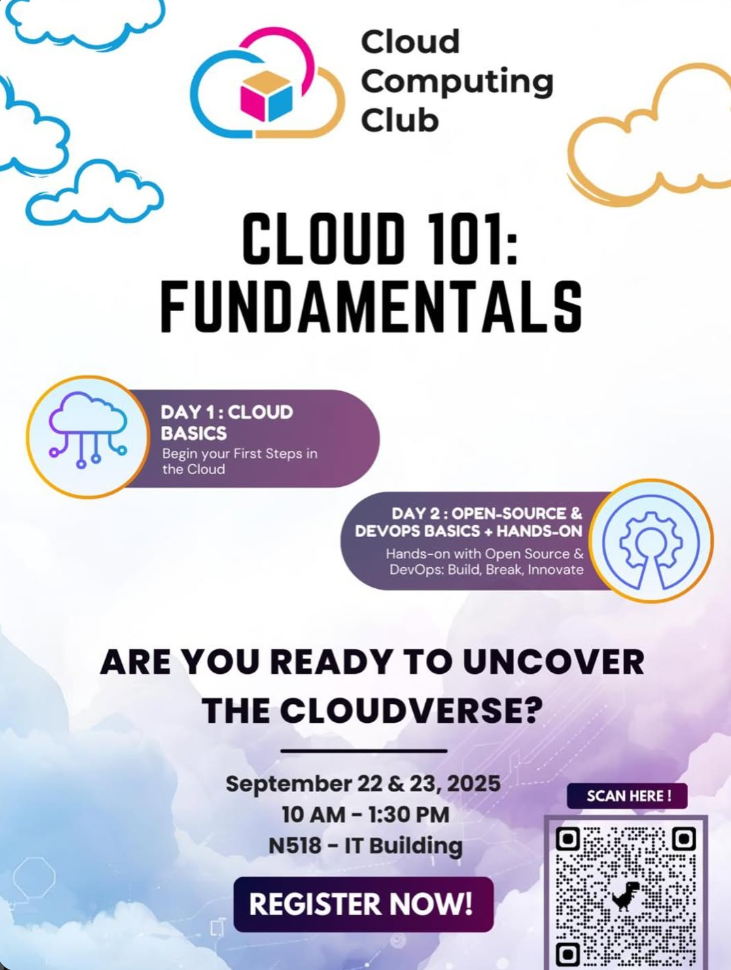 Cloud
Computing
Club
CLOUD 101:
FUNDAMENTALS
DAY 1 : CLOUD
BASICS
Begin your First Steps in
the Cloud
DAY 2 : OPEN-SOURCE &
DEVOPS BASICS + HANDS-ON
Hands-on with Open Source &
DevOps: Build, Break, Innovate
ARE YOU READY TO UNCOVER
THE CLOUDVERSE?
September 22 & 23, 2025
10 AM – 1:30 PM
N518 – IT Building
SCAN HERE !
REGISTER NOW!